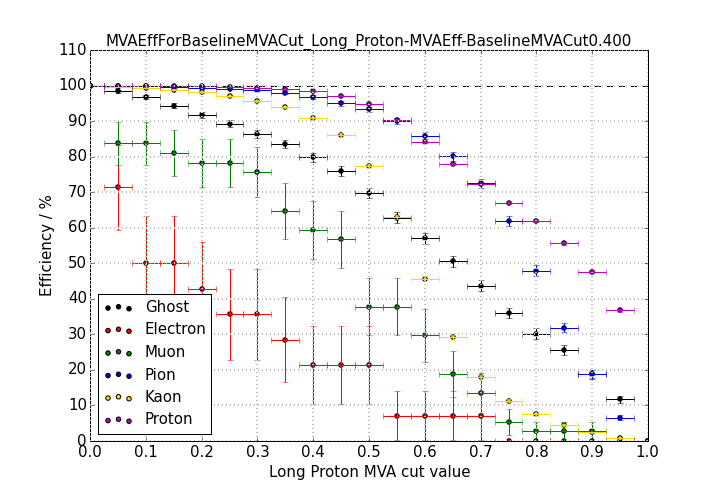 MVAEffForBaselineMVACut_Long_Proton-MVAEff-BaselineMVACut0.400
110
100
90
80
70
60
50
40
30
20
10
0
Efficiency / %
Ghost
Electron
Muon
Pion
Kaon
Proton
0.0 0.1 0.2 0.3 0.4 0.5 0.6 0.7 0.8 0.9 1.0
Long Proton MVA cut value